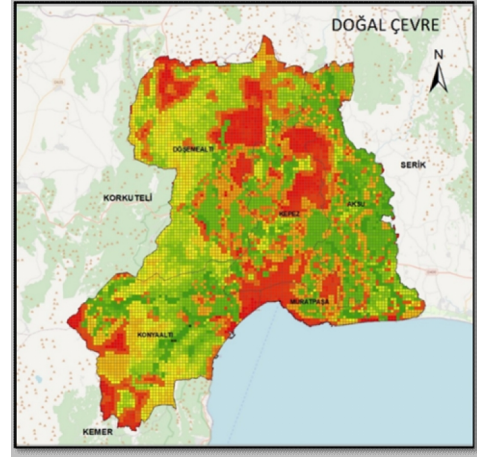 DOĞAL ÇEVRE
N
DÖŞEMEALTI
SERİK
KORKUTELİ
AKSU
KEPEZ
MURATPAŞA
KONYAALTI
KEMER